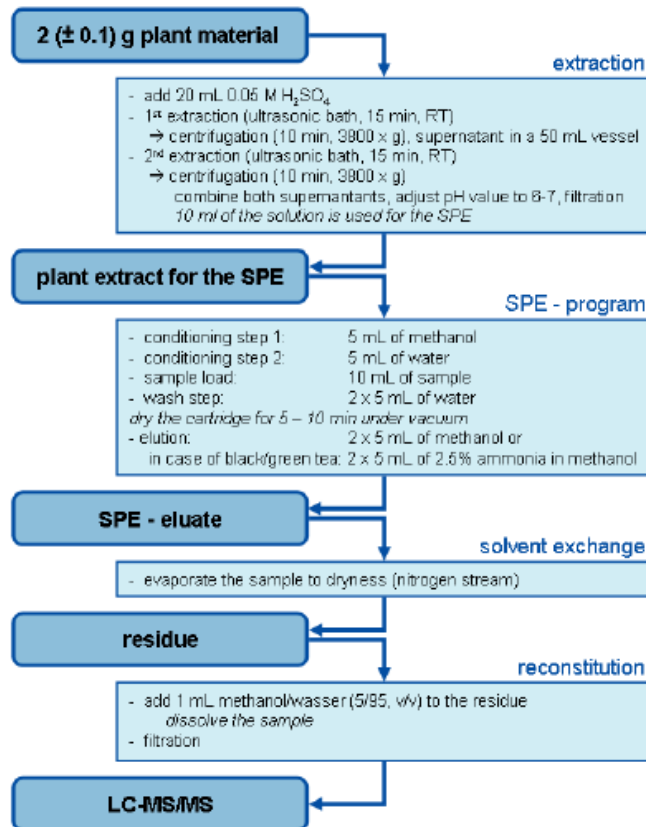 2 (± 0.1) g plant material
extraction
- add 20 mL 0.05 M H₂SO₄
- 1st extraction (ultrasonic bath, 15 min, RT)
→ centrifugation (10 min, 3800 x g), supernatant in a 50 mL vessel
- 2nd extraction (ultrasonic bath, 15 min, RT)
→ centrifugation (10 min, 3800 x g)
combine both supernantants, adjust pH value to 6-7, filtration
10 ml of the solution is used for the SPE
plant extract for the SPE
SPE - program
- conditioning step 1: 5 mL of methanol
- conditioning step 2: 5 mL of water
- sample load: 10 mL of sample
- wash step: 2 x 5 mL of water
dry the cartridge for 5 – 10 min under vacuum
- elution: 2 x 5 mL of methanol or
in case of black/green tea: 2 x 5 mL of 2.5% ammonia in methanol
SPE - eluate
solvent exchange
- evaporate the sample to dryness (nitrogen stream)
residue
reconstitution
- add 1 mL methanol/wasser (5/95, v/v) to the residue
dissolve the sample
- filtration
LC-MS/MS